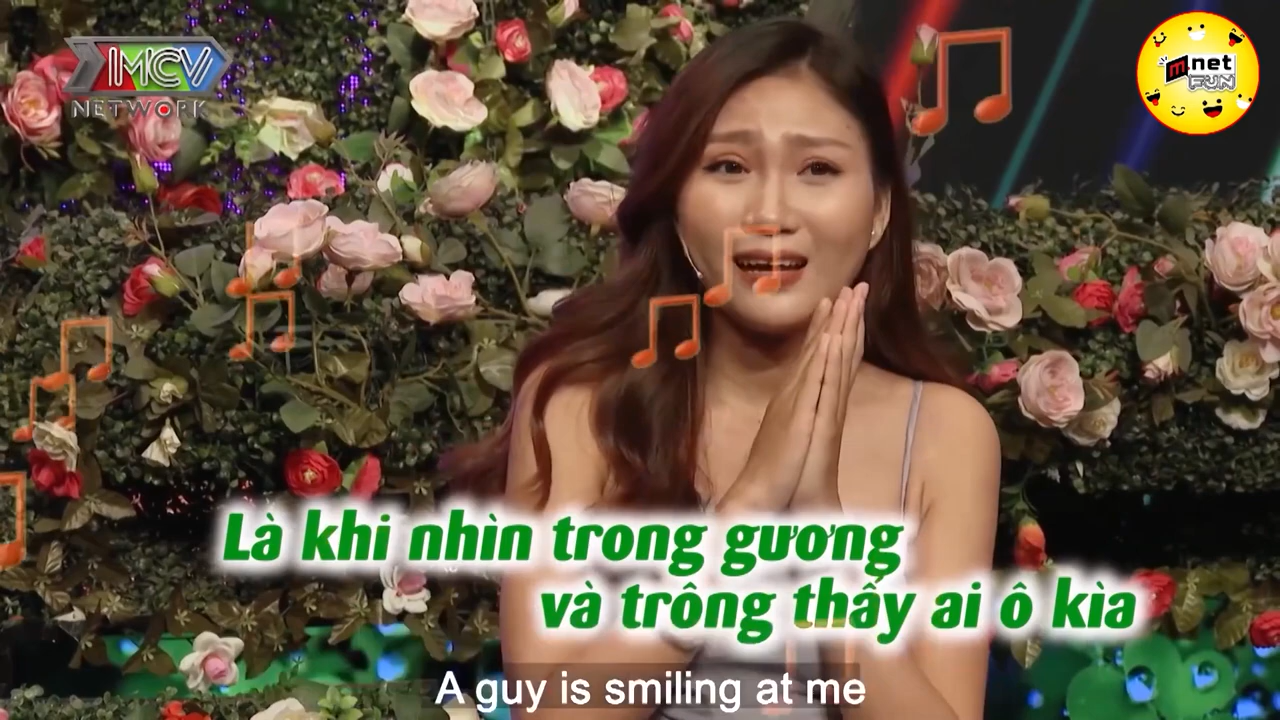 MCV
NETWORK
mnet
FUN
Là khi nhìn trong gương
và trông thấy ai ô kìa
A guy is smiling at me